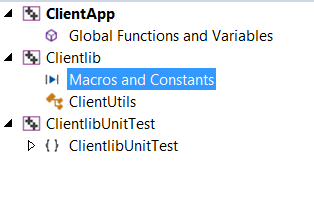 ClientApp
Global Functions and Variables
Clientlib
Macros and Constants
ClientUtils
ClientlibUnitTest
{ } ClientlibUnitTest